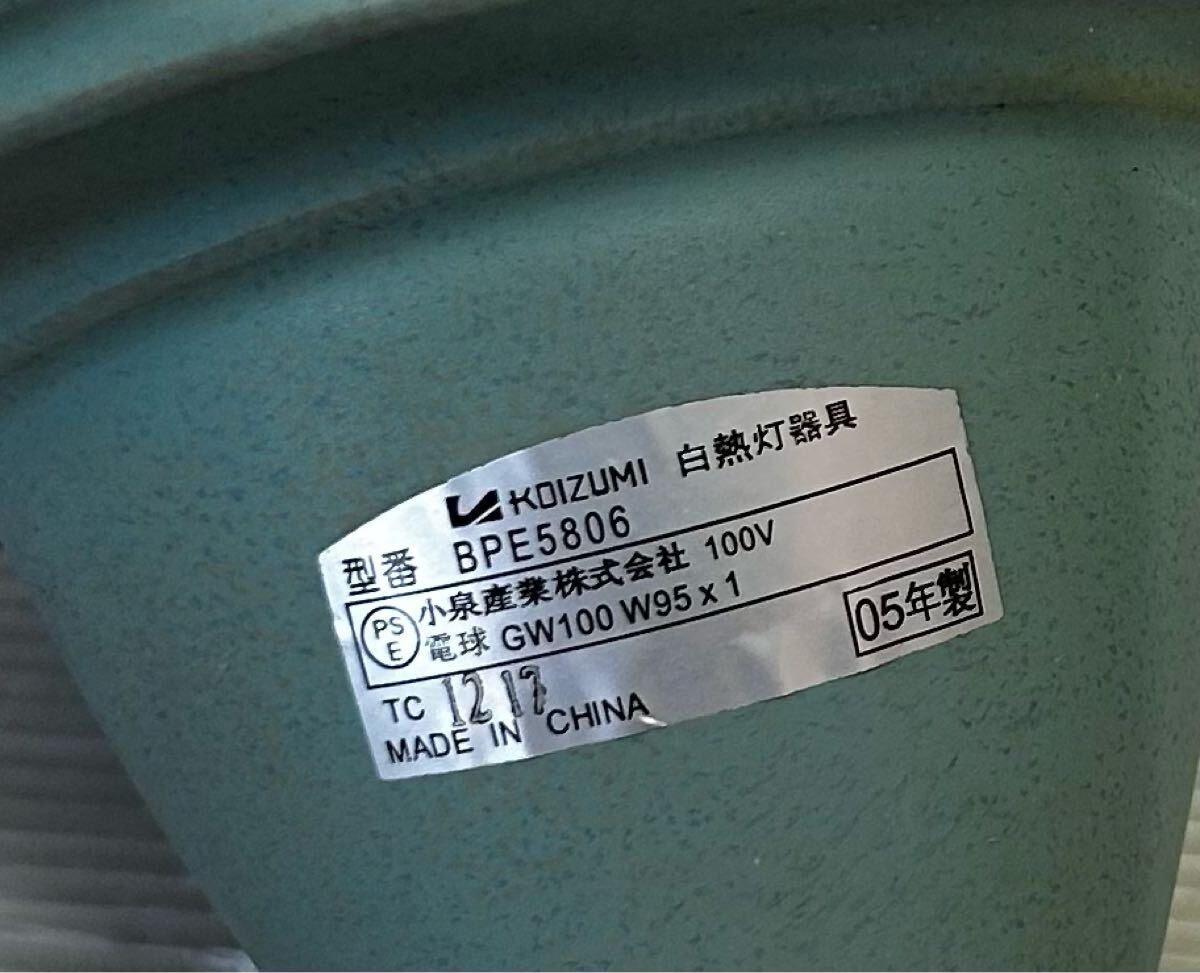 KOIZUMI 白熱灯器具
型番 BPE5806
PS E 小泉産業株式会社 100V
電球 GW100 W95 x 1
05年製
TC 12 17
MADE IN CHINA